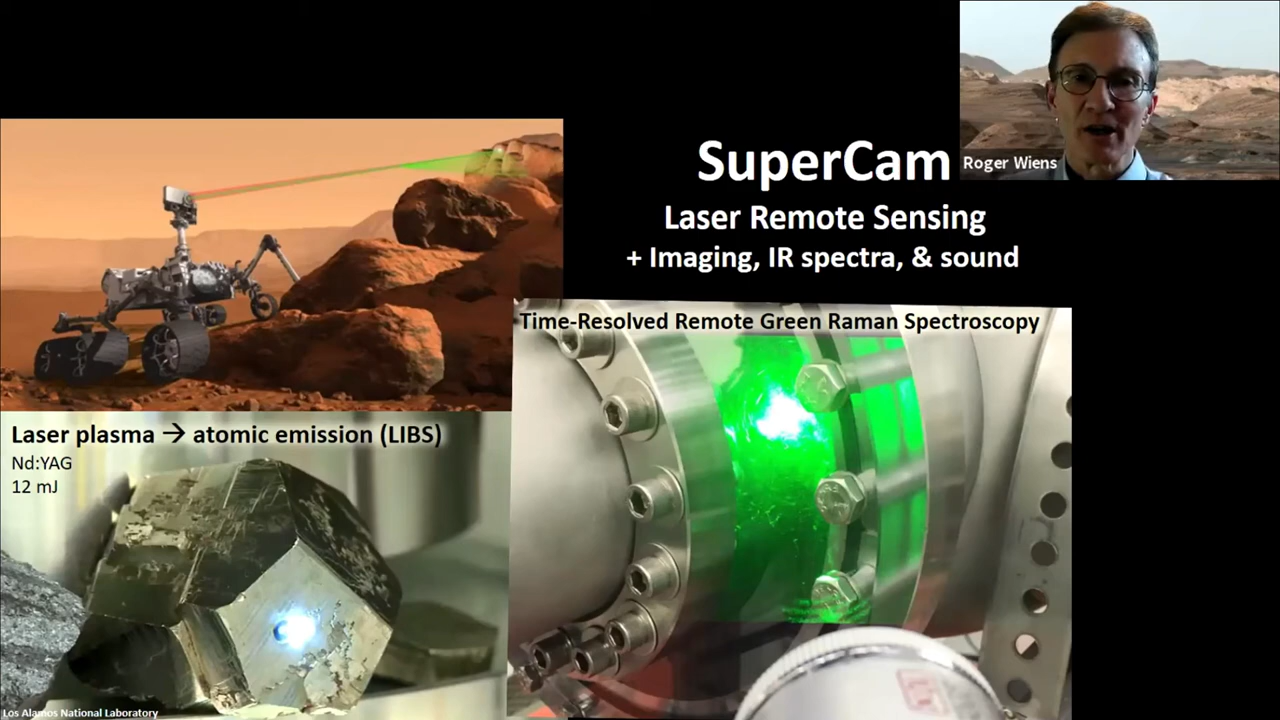 SuperCam
Roger Wiens
Laser Remote Sensing
+ Imaging, IR spectra, & sound
Time-Resolved Remote Green Raman Spectroscopy
Laser plasma → atomic emission (LIBS)
Nd:YAG
12 mJ
Los Alamos National Laboratory